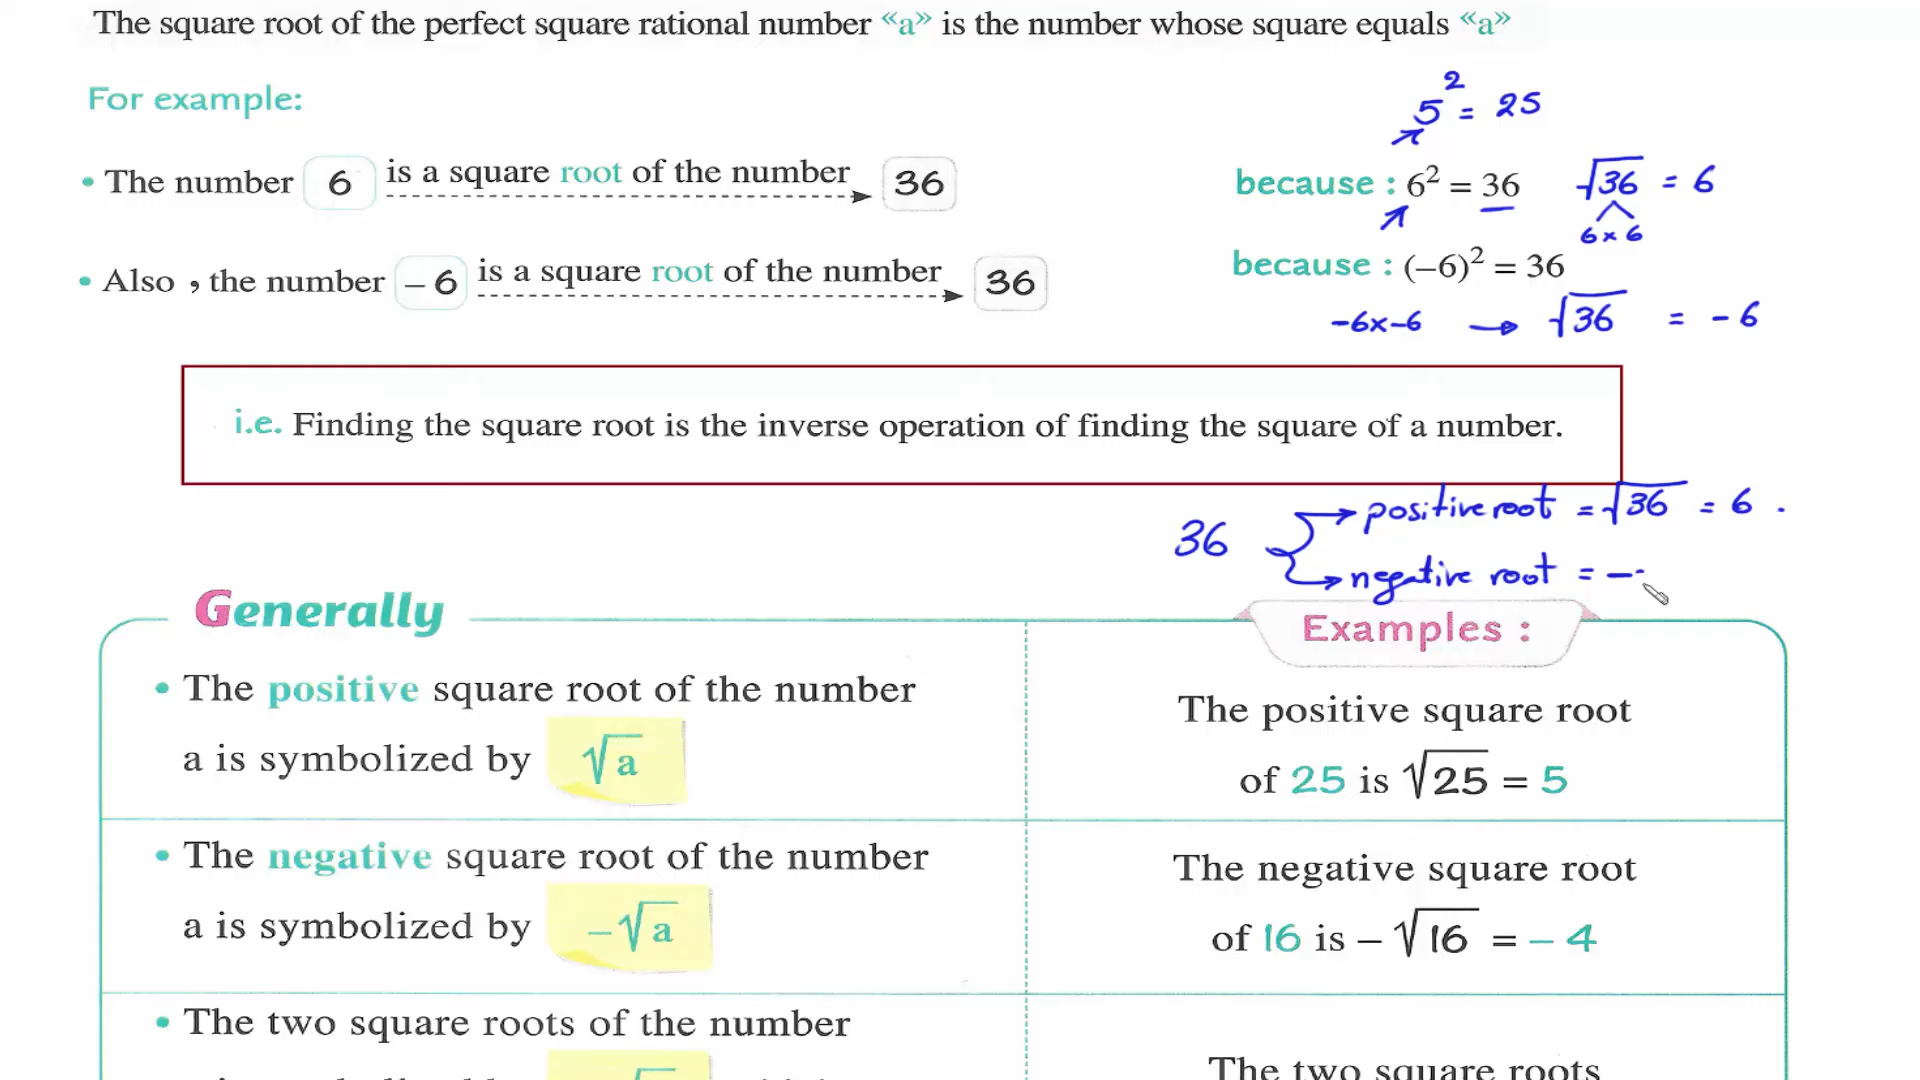 The square root of the perfect square rational number «a» is the number whose square equals «a»
For example:
5² = 25
• The number 6 is a square root of the number 36
because : 6² = 36
√36 = 6
6 × 6
• Also , the number – 6 is a square root of the number 36
because : (–6)² = 36
-6x-6 → √36 = - 6
i.e. Finding the square root is the inverse operation of finding the square of a number.
36
positive root = √36 = 6 .
negative root = –
Generally
Examples :
• The positive square root of the number
a is symbolized by √a
The positive square root
of 25 is √25 = 5
• The negative square root of the number
a is symbolized by – √a
The negative square root
of 16 is – √16 = – 4
• The two square roots of the number
The two square roots